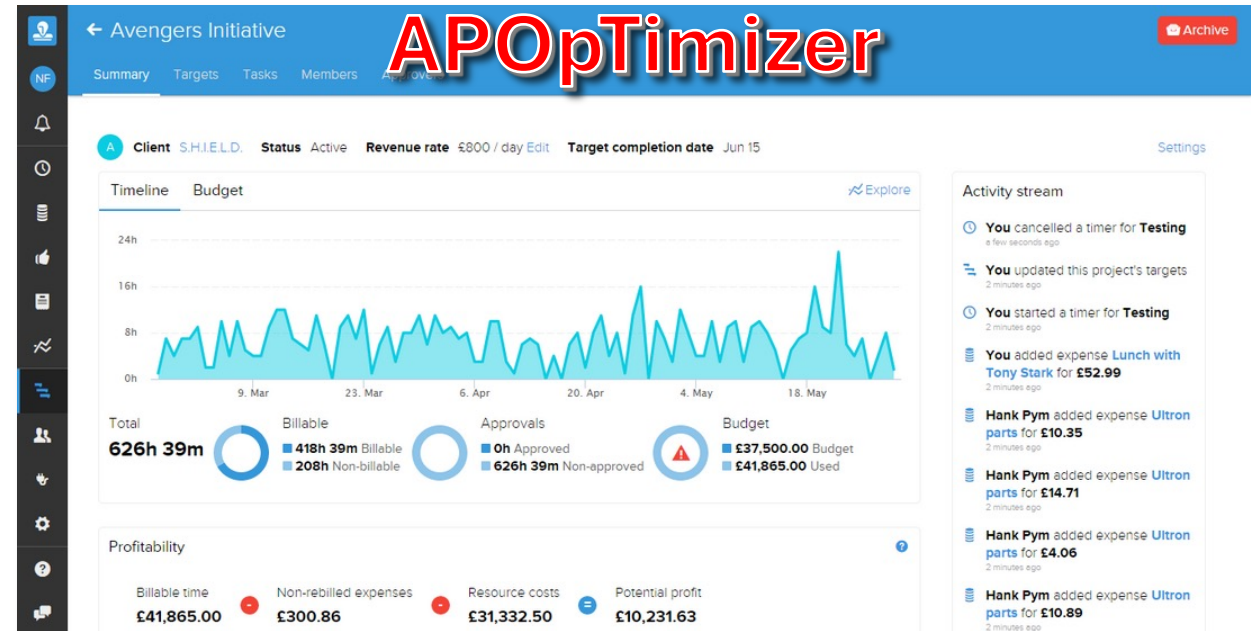 ← Avengers Initiative
APOpTimizer
Archive
NF
Summary Targets Tasks Members
A Client S.H.I.E.L.D. Status Active Revenue rate £800 / day Edit Target completion date Jun 15
Settings
Timeline Budget
Explore
24h
16h
8h
0h
9. Mar 23. Mar 6. Apr 20. Apr 4. May 18. May
Total
626h 39m
Billable
418h 39m Billable
208h Non-billable
Approvals
0h Approved
626h 39m Non-approved
Budget
£37,500.00 Budget
£41,865.00 Used
Profitability
?
Billable time
£41,865.00
-
Non-rebilled expenses
£300.86
-
Resource costs
£31,332.50
=
Potential profit
£10,231.63
Activity stream
You cancelled a timer for Testing
a few seconds ago
You updated this project's targets
2 minutes ago
You started a timer for Testing
2 minutes ago
You added expense Lunch with
Tony Stark for £52.99
2 minutes ago
Hank Pym added expense Ultron
parts for £10.35
2 minutes ago
Hank Pym added expense Ultron
parts for £14.71
2 minutes ago
Hank Pym added expense Ultron
parts for £4.06
2 minutes ago
Hank Pym added expense Ultron
parts for £10.89
2 minutes ago